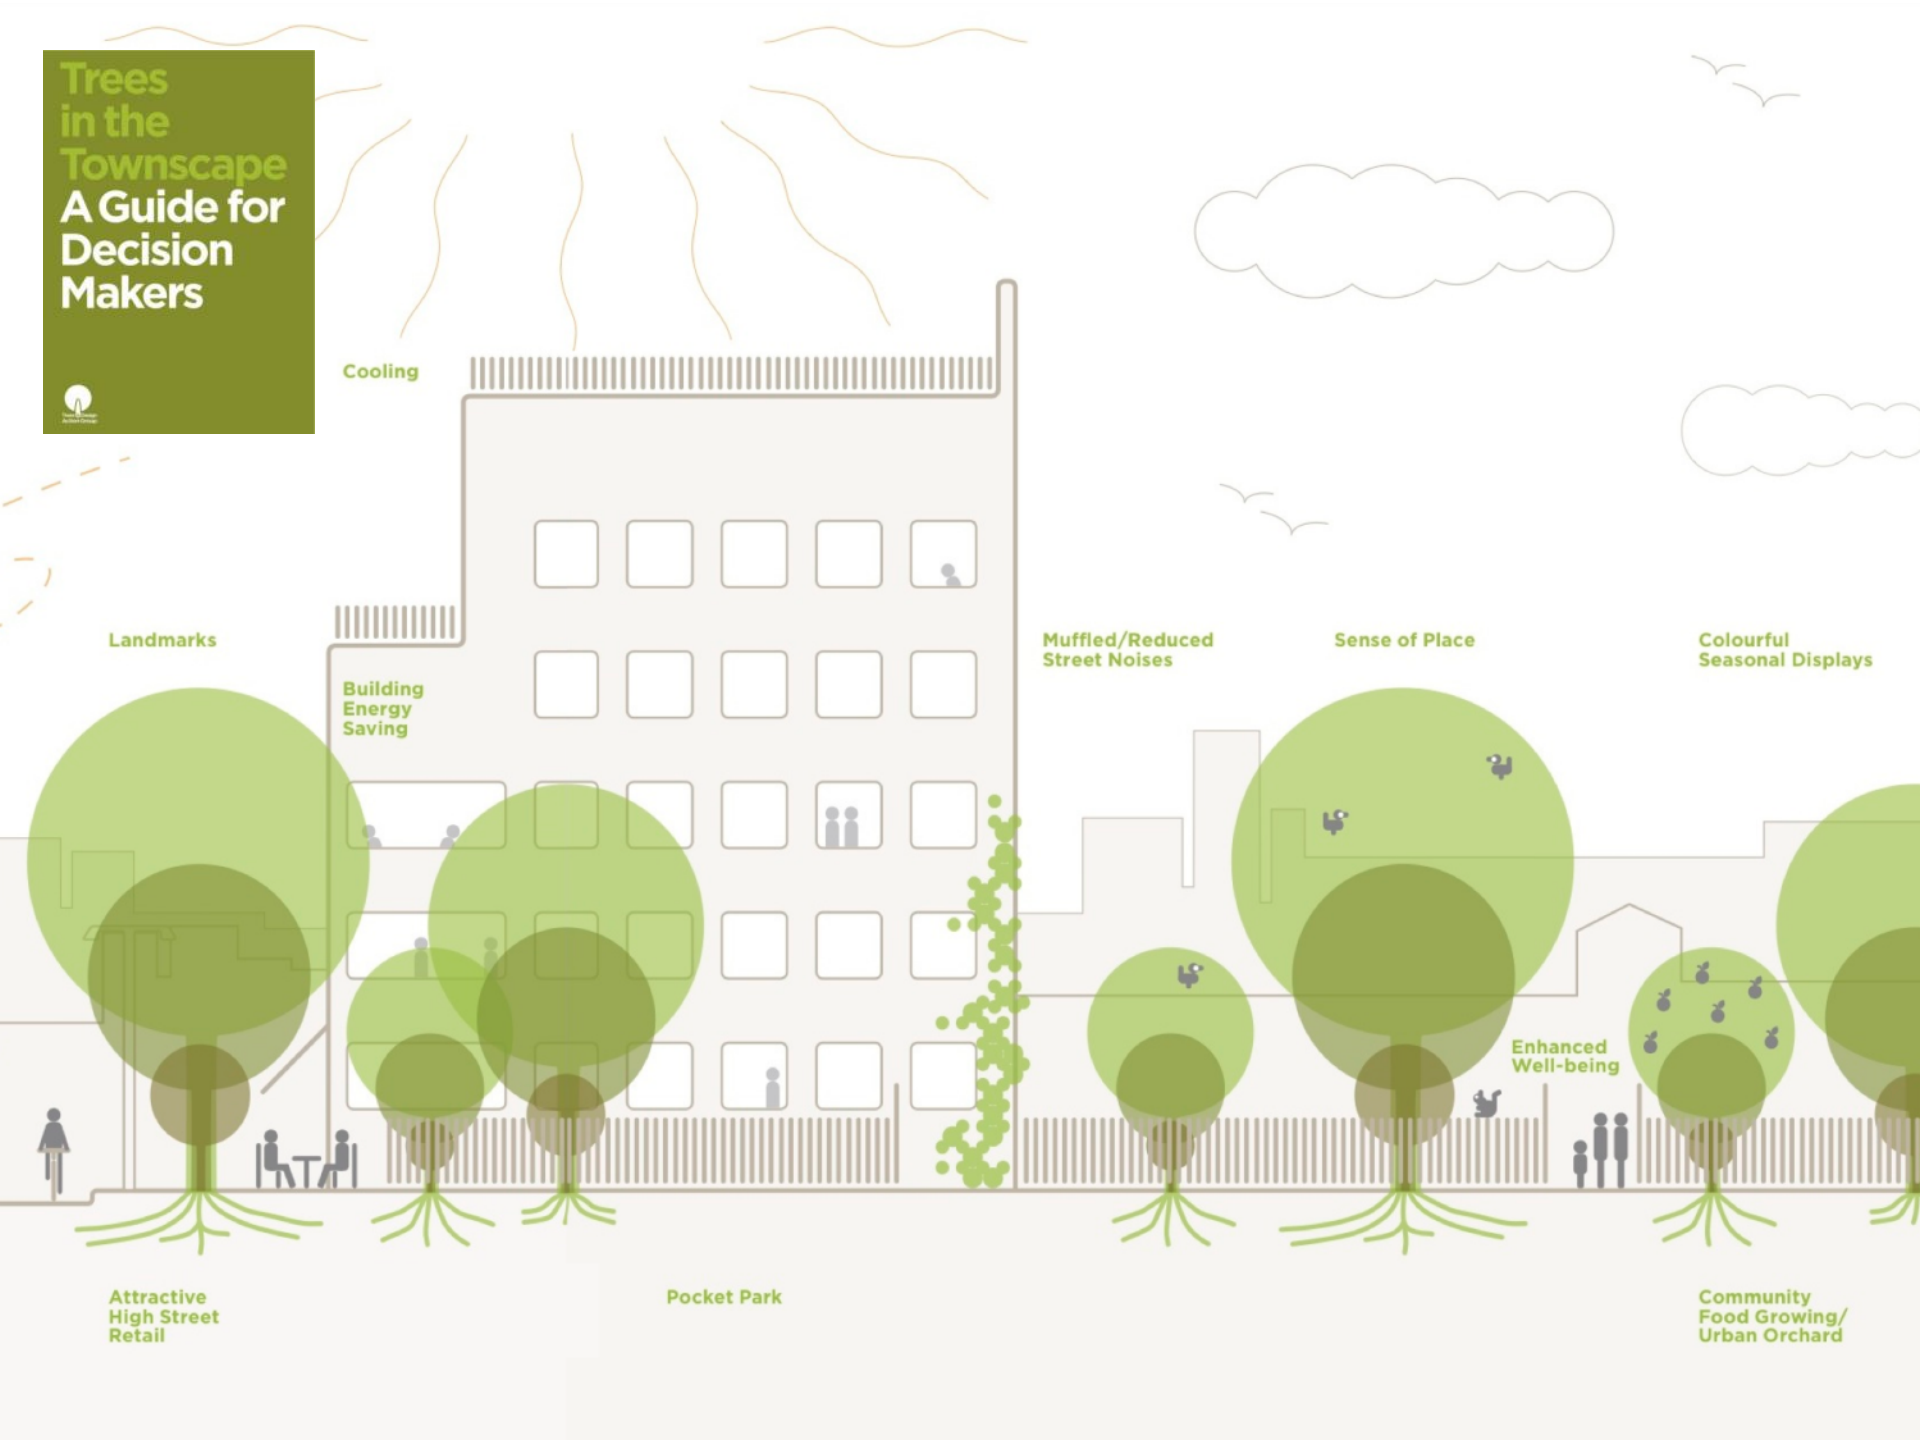 Trees
in the
Townscape
A Guide for
Decision
Makers
Cooling
Landmarks
Building
Energy
Saving
Muffled/Reduced
Street Noises
Sense of Place
Colourful
Seasonal Displays
Enhanced
Well-being
Attractive
High Street
Retail
Pocket Park
Community
Food Growing/
Urban Orchard